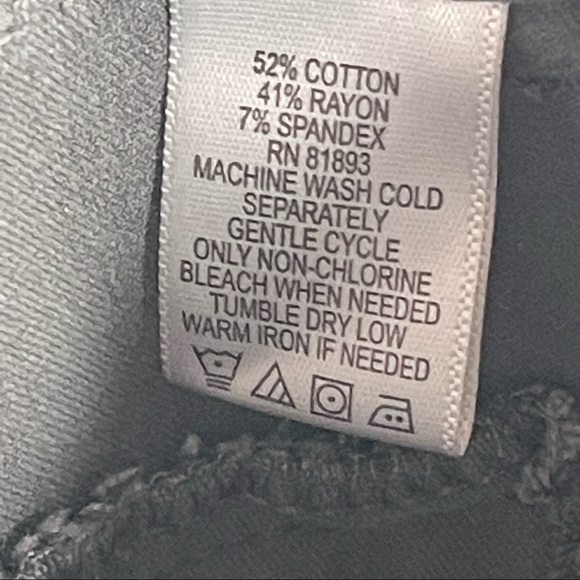 52% COTTON
41% RAYON
7% SPANDEX
RN 81893
MACHINE WASH COLD
SEPARATELY
GENTLE CYCLE
ONLY NON-CHLORINE
BLEACH WHEN NEEDED
TUMBLE DRY LOW
WARM IRON IF NEEDED